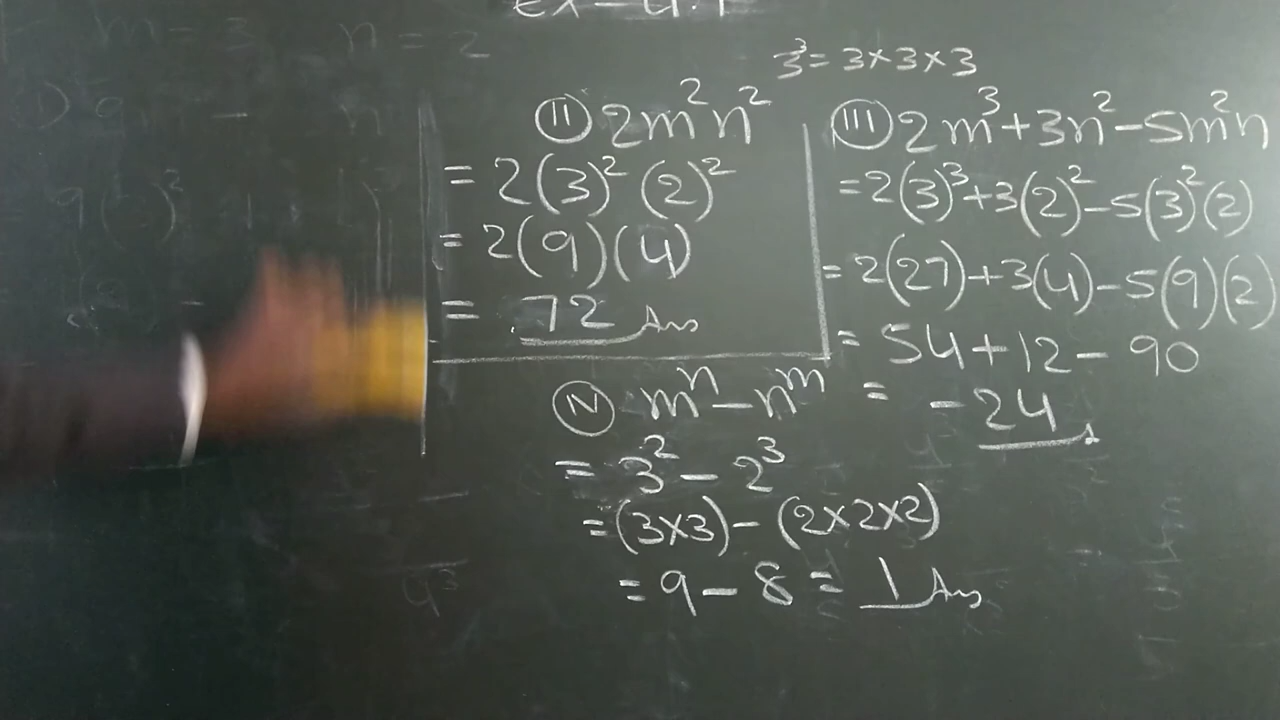 Ex - 4.1
m = 3 n = 2
3³ = 3×3×3
(II) 2m²n²
= 2(3)² (2)²
= 2(9)(4)
= 72 Ans
(III) 2m³+3n²-5m²n
=2(3)³+3(2)²-5(3)²(2)
=2(27)+3(4)-5(9)(2)
= 54+12- 90
= -24
(IV) mⁿ-nᵐ
= 3² - 2³
=(3×3)- (2×2×2)
= 9 - 8 = 1 Ans